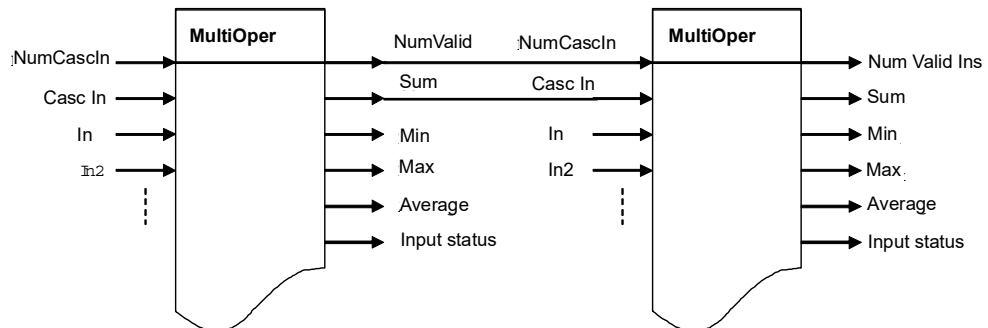 MultiOper
NumCascIn
Casc In
In
In2
NumValid
Sum
Min
Max
Average
Input status
MultiOper
NumCascIn
Casc In
In
In2
Num Valid Ins
Sum
Min
Max
Average
Input status